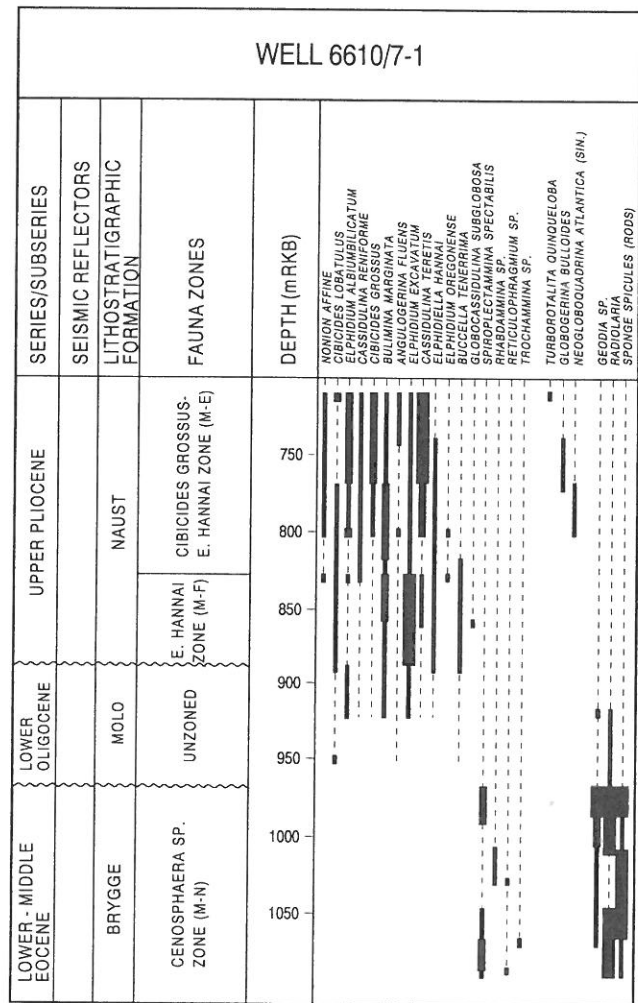 WELL 6610/7-1
SERIES/SUBSERIES
SEISMIC REFLECTORS
LITHOSTRATIGRAPHIC
FORMATION
FAUNA ZONES
DEPTH (mRKB)
NONION AFFINE
CIBICIDES LOBATULUS
ELPHIDIUM ALBIUMBILICATUM
CASSIDULINA RENIFORME
CIBICIDES GROSSUS
BULIMINA MARGINATA
ANGULOGERINA FLUENS
ELPHIDIUM EXCAVATUM
CASSIDULINA TERETIS
ELPHIDIELLA HANNAI
ELPHIDIUM OREGONENSE
BUCCELLA TENERRIMA
GLOBOCASSIDULINA SUBGLOBOSA
SPIROPLECTAMMINA SPECTABILIS
RHABDAMMINA SP.
RETICULOPHRAGMIUM SP.
TROCHAMMINA SP.
TURBOROTALITA QUINQUELOBA
GLOBOGERINA BULLOIDES
NEOGLOBOQUADRINA ATLANTICA (SIN.)
GEODIA SP.
RADIOLARIA
SPONGE SPICULES (RODS)
UPPER PLIOCENE
NAUST
CIBICIDES GROSSUS-
E. HANNAI ZONE (M-E)
E. HANNAI
ZONE (M-F)
750
800
850
LOWER
OLIGOCENE
MOLO
UNZONED
900
950
LOWER - MIDDLE
EOCENE
BRYGGE
CENOSPHAERA SP.
ZONE (M-N)
1000
1050